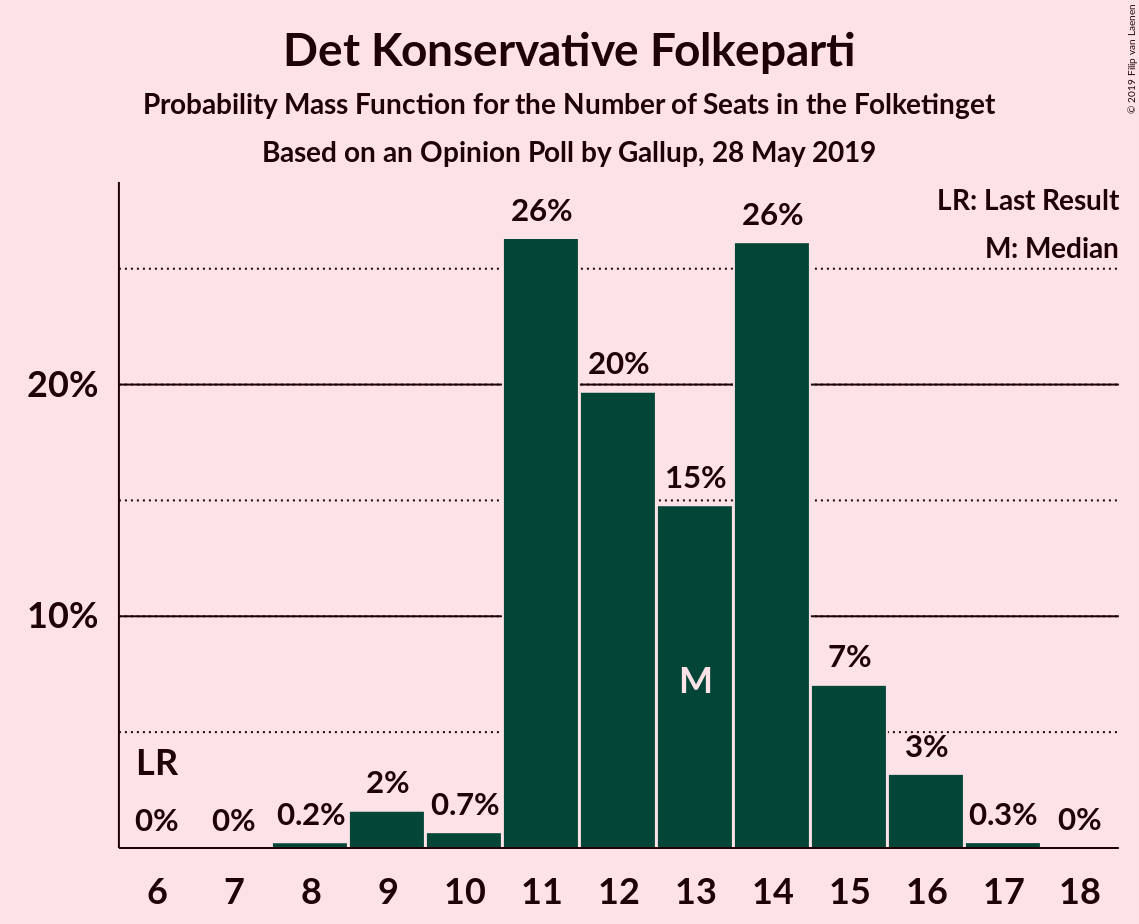 Det Konservative Folkeparti
Probability Mass Function for the Number of Seats in the Folketinget
Based on an Opinion Poll by Gallup, 28 May 2019
© 2019 Filip van Laenen
LR: Last Result
M: Median
26%
26%
20%
20%
15%
10%
7%
M
3%
LR
2%
0.7%
0%
0%
0.2%
0.3%
0%
6 7 8 9 10 11 12 13 14 15 16 17 18